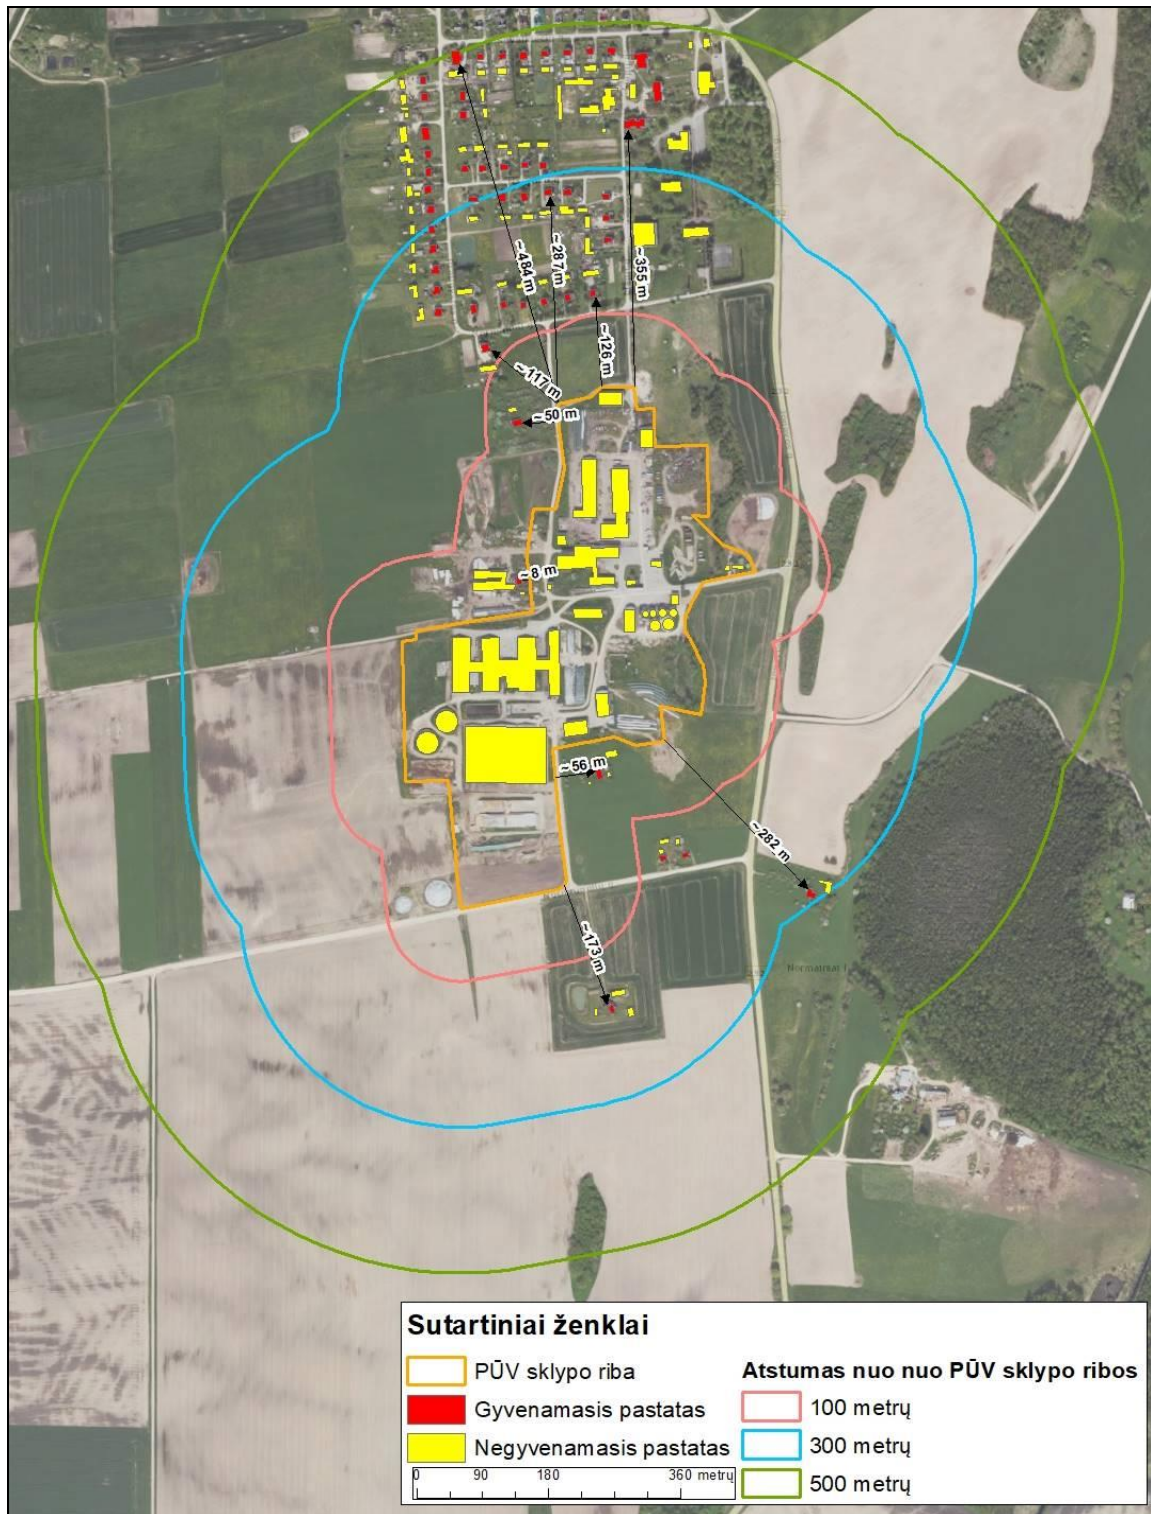 ~484 m
~287 m
~355 m
~126 m
~117 m
~50 m
~8 m
~56 m
~282 m
~173 m
Normainiai I
Sutartiniai ženklai
PŪV sklypo riba
Gyvenamasis pastatas
Negyvenamasis pastatas
0 90 180 360 metrų
Atstumas nuo nuo PŪV sklypo ribos
100 metrų
300 metrų
500 metrų